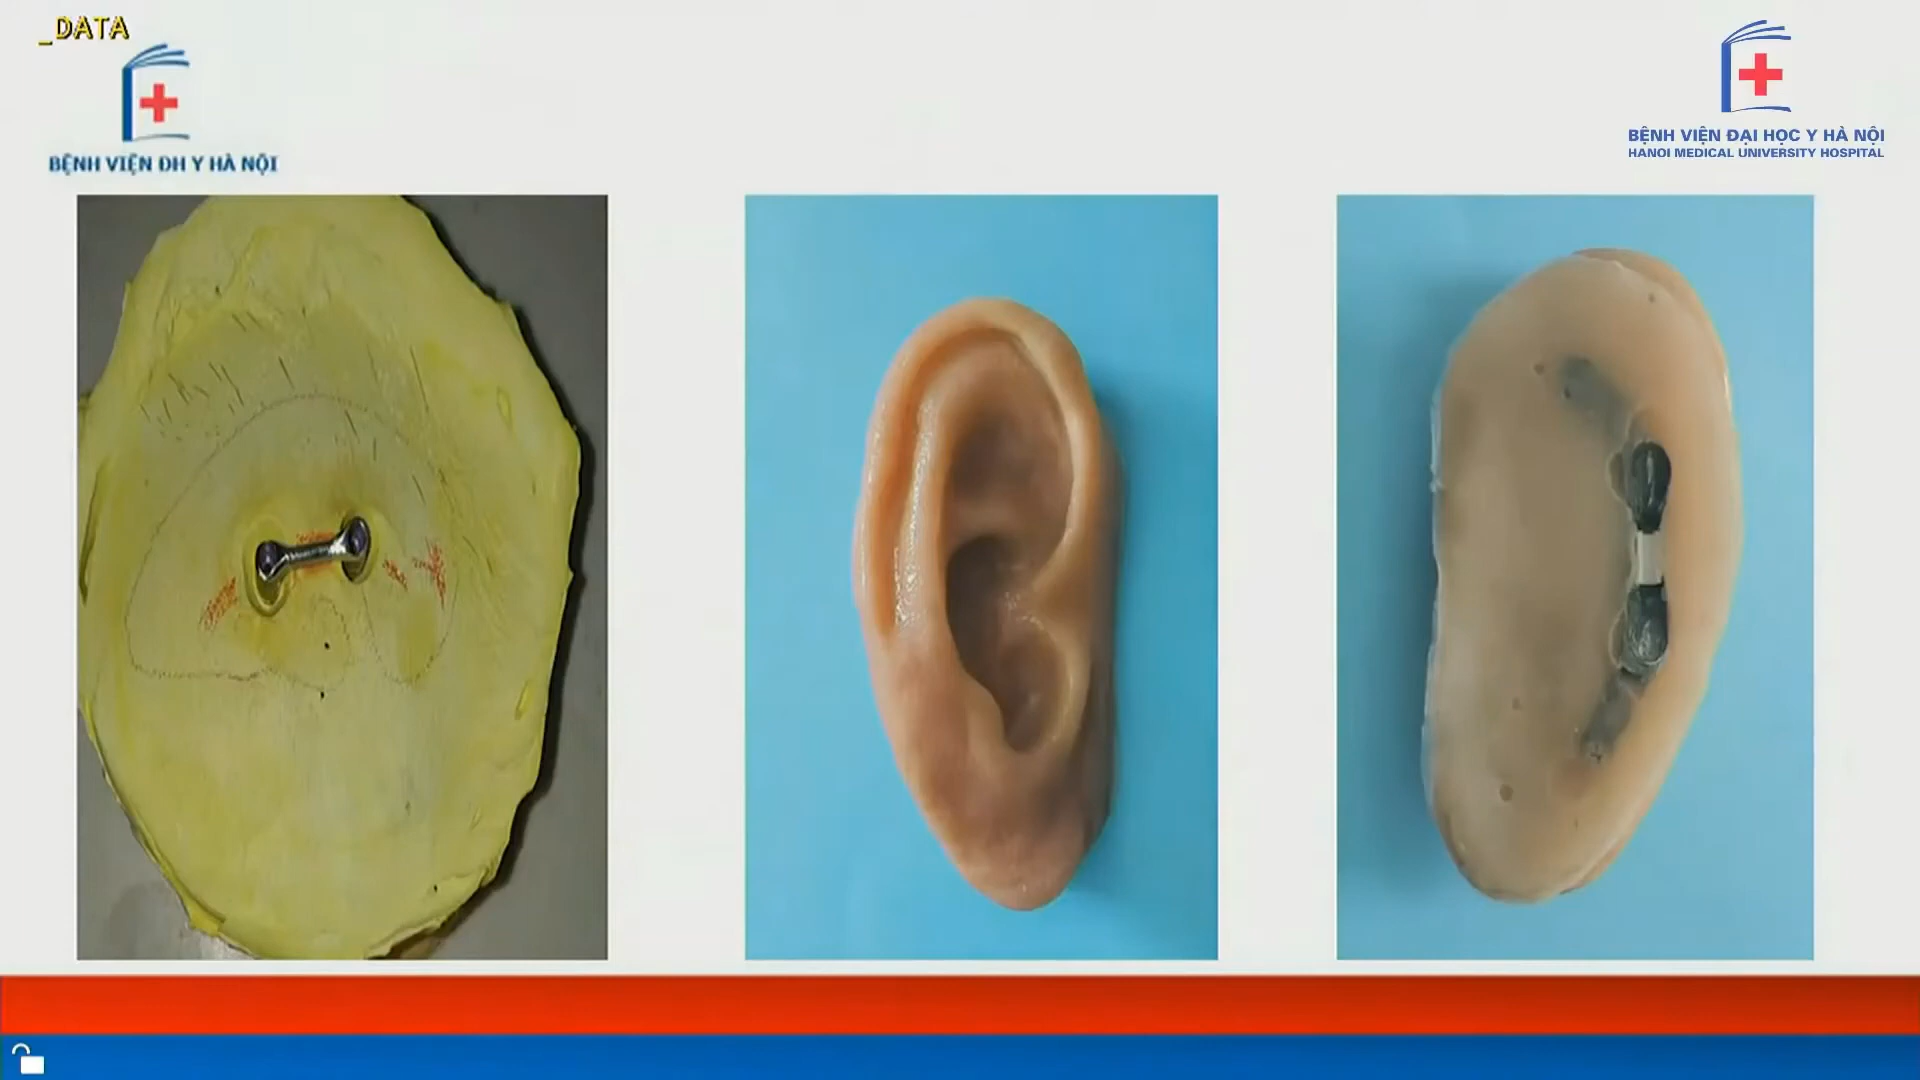 _DATA
BỆNH VIỆN ĐH Y HÀ NỘI
BỆNH VIỆN ĐẠI HỌC Y HÀ NỘI
HANOI MEDICAL UNIVERSITY HOSPITAL